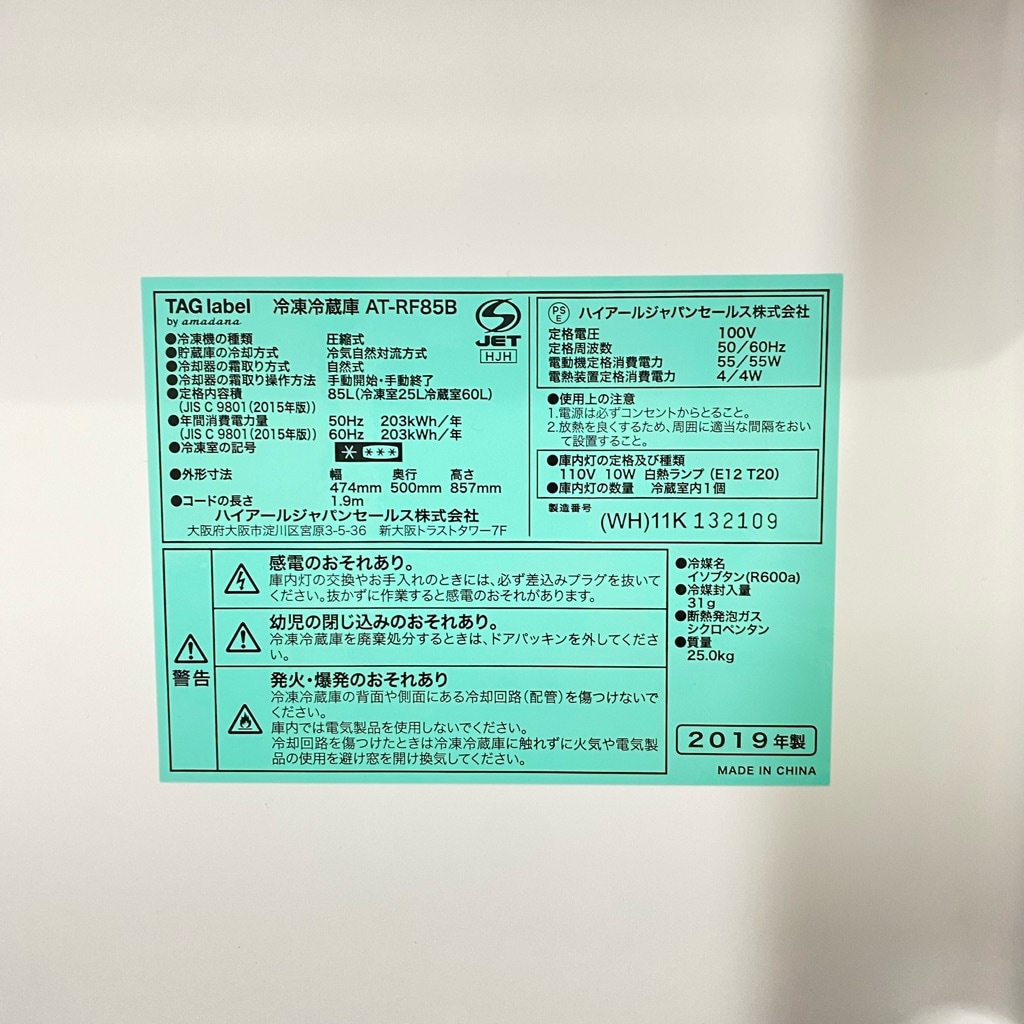 TAG label
by amadana
冷凍冷蔵庫 AT-RF85B
JET
HJH
●冷凍機の種類 圧縮式
●貯蔵庫の冷却方式 冷気自然対流方式
●冷却器の霜取り方式 自然式
●冷却器の霜取り操作方法 手動開始・手動終了
●定格内容積 85L(冷凍室25L冷蔵室60L)
(JIS C 9801(2015年版))
●年間消費電力量 50Hz 203kWh/年
(JIS C 9801(2015年版)) 60Hz 203kWh/年
●冷凍室の記号
●外形寸法 幅 奥行 高さ
474mm 500mm 857mm
●コードの長さ 1.9m
ハイアールジャパンセールス株式会社
大阪府大阪市淀川区宮原3-5-36 新大阪トラストタワー7F
PSE ハイアールジャパンセールス株式会社
定格電圧 100V
定格周波数 50/60Hz
電動機定格消費電力 55/55W
電熱装置定格消費電力 4/4W
●使用上の注意
1.電源は必ずコンセントからとること。
2.放熱を良くするため、周囲に適当な間隔をおい
て設置すること。
●庫内灯の定格及び種類
110V 10W 白熱ランプ(E12 T20)
●庫内灯の数量 冷蔵室内1個
製造番号 (WH)11K 132109
警告
感電のおそれあり。
庫内灯の交換やお手入れのときには、必ず差込みプラグを抜いて
ください。抜かずに作業すると感電のおそれがあります。
幼児の閉じ込みのおそれあり。
冷凍冷蔵庫を廃棄処分するときは、ドアパッキンを外してくださ
い。
発火・爆発のおそれあり
冷凍冷蔵庫の背面や側面にある冷却回路(配管)を傷つけないで
ください。
庫内では電気製品を使用しないでください。
冷却回路を傷つけたときは冷凍冷蔵庫に触れずに火気や電気製
品の使用を避け窓を開け換気してください。
●冷媒名
イソブタン(R600a)
●冷媒封入量
31g
●断熱発泡ガス
シクロペンタン
●質量
25.0kg
2019年製
MADE IN CHINA